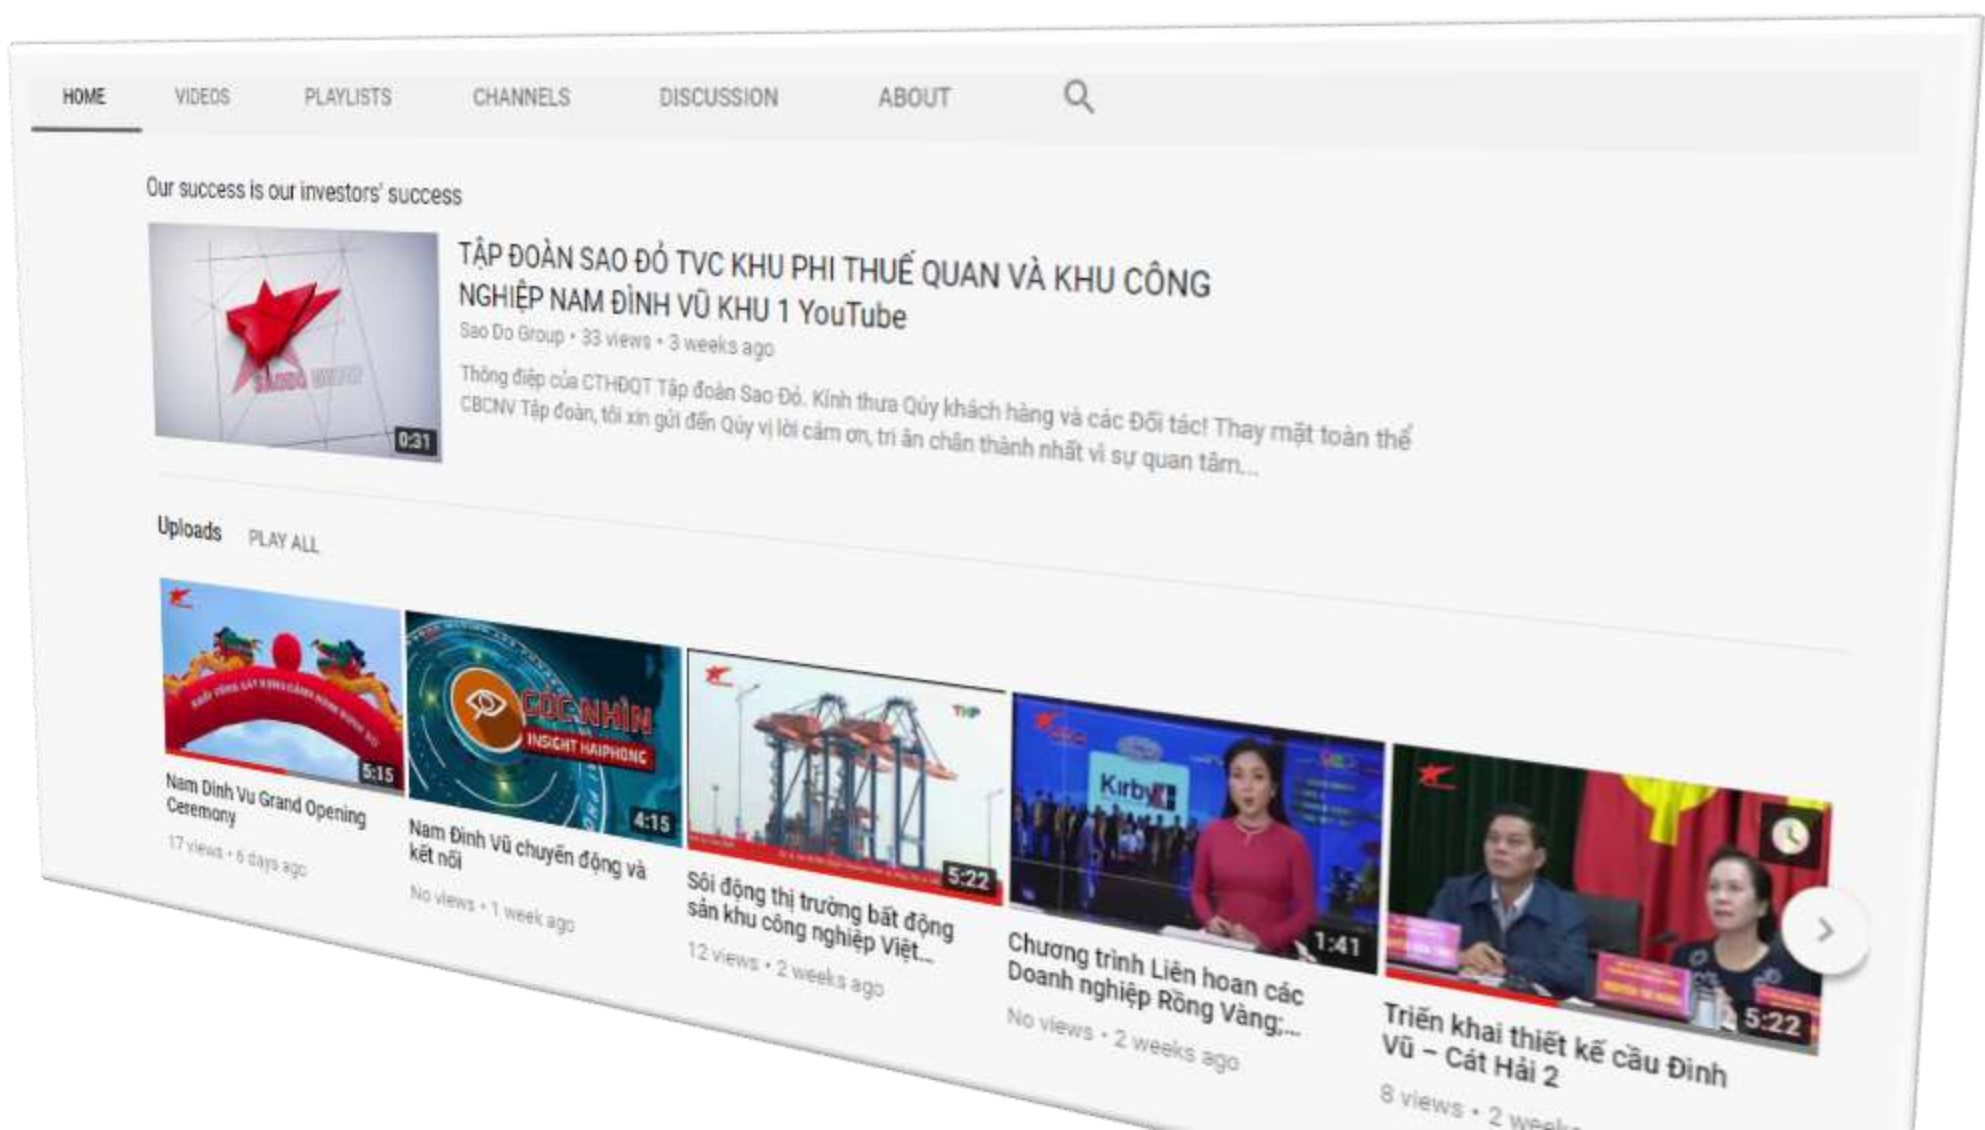 HOME VIDEOS PLAYLISTS CHANNELS DISCUSSION ABOUT
Our success is our investors' success
TẬP ĐOÀN SAO ĐỎ TVC KHU PHI THUẾ QUAN VÀ KHU CÔNG
NGHIỆP NAM ĐÌNH VŨ KHU 1 YouTube
Sao Do Group • 33 views • 3 weeks ago
Thông điệp của CTHĐQT Tập đoàn Sao Đỏ. Kính thưa Qúy khách hàng và các Đối tác! Thay mặt toàn thể
CBCNV Tập đoàn, tôi xin gửi đến Qúy vị lời cảm ơn, tri ân chân thành nhất vì sự quan tâm...
SAODO GROUP
0:31
Uploads PLAY ALL
5:15
Nam Dinh Vu Grand Opening
Ceremony
17 views • 6 days ago
GÓC NHÌN
INSIGHT HAIPHONG
4:15
Nam Đình Vũ chuyển động và
kết nối
No views • 1 week ago
THP
5:22
Sôi động thị trường bất động
sản khu công nghiệp Việt...
12 views • 2 weeks ago
Kirby
1:41
Chương trình Liên hoan các
Doanh nghiệp Rồng Vàng;...
No views • 2 weeks ago
5:22
Triển khai thiết kế cầu Đình
Vũ – Cát Hải 2
8 views • 2 weeks